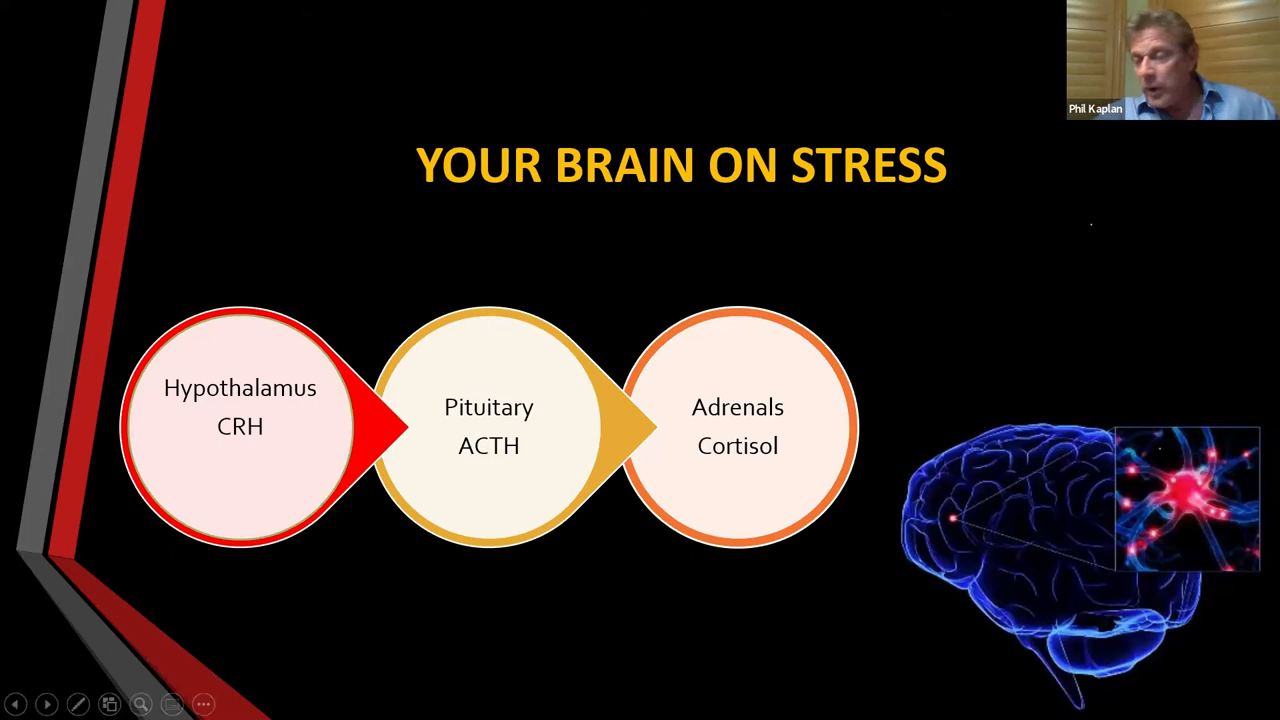 Phil Kaplan
YOUR BRAIN ON STRESS
Hypothalamus
CRH
Pituitary
ACTH
Adrenals
Cortisol